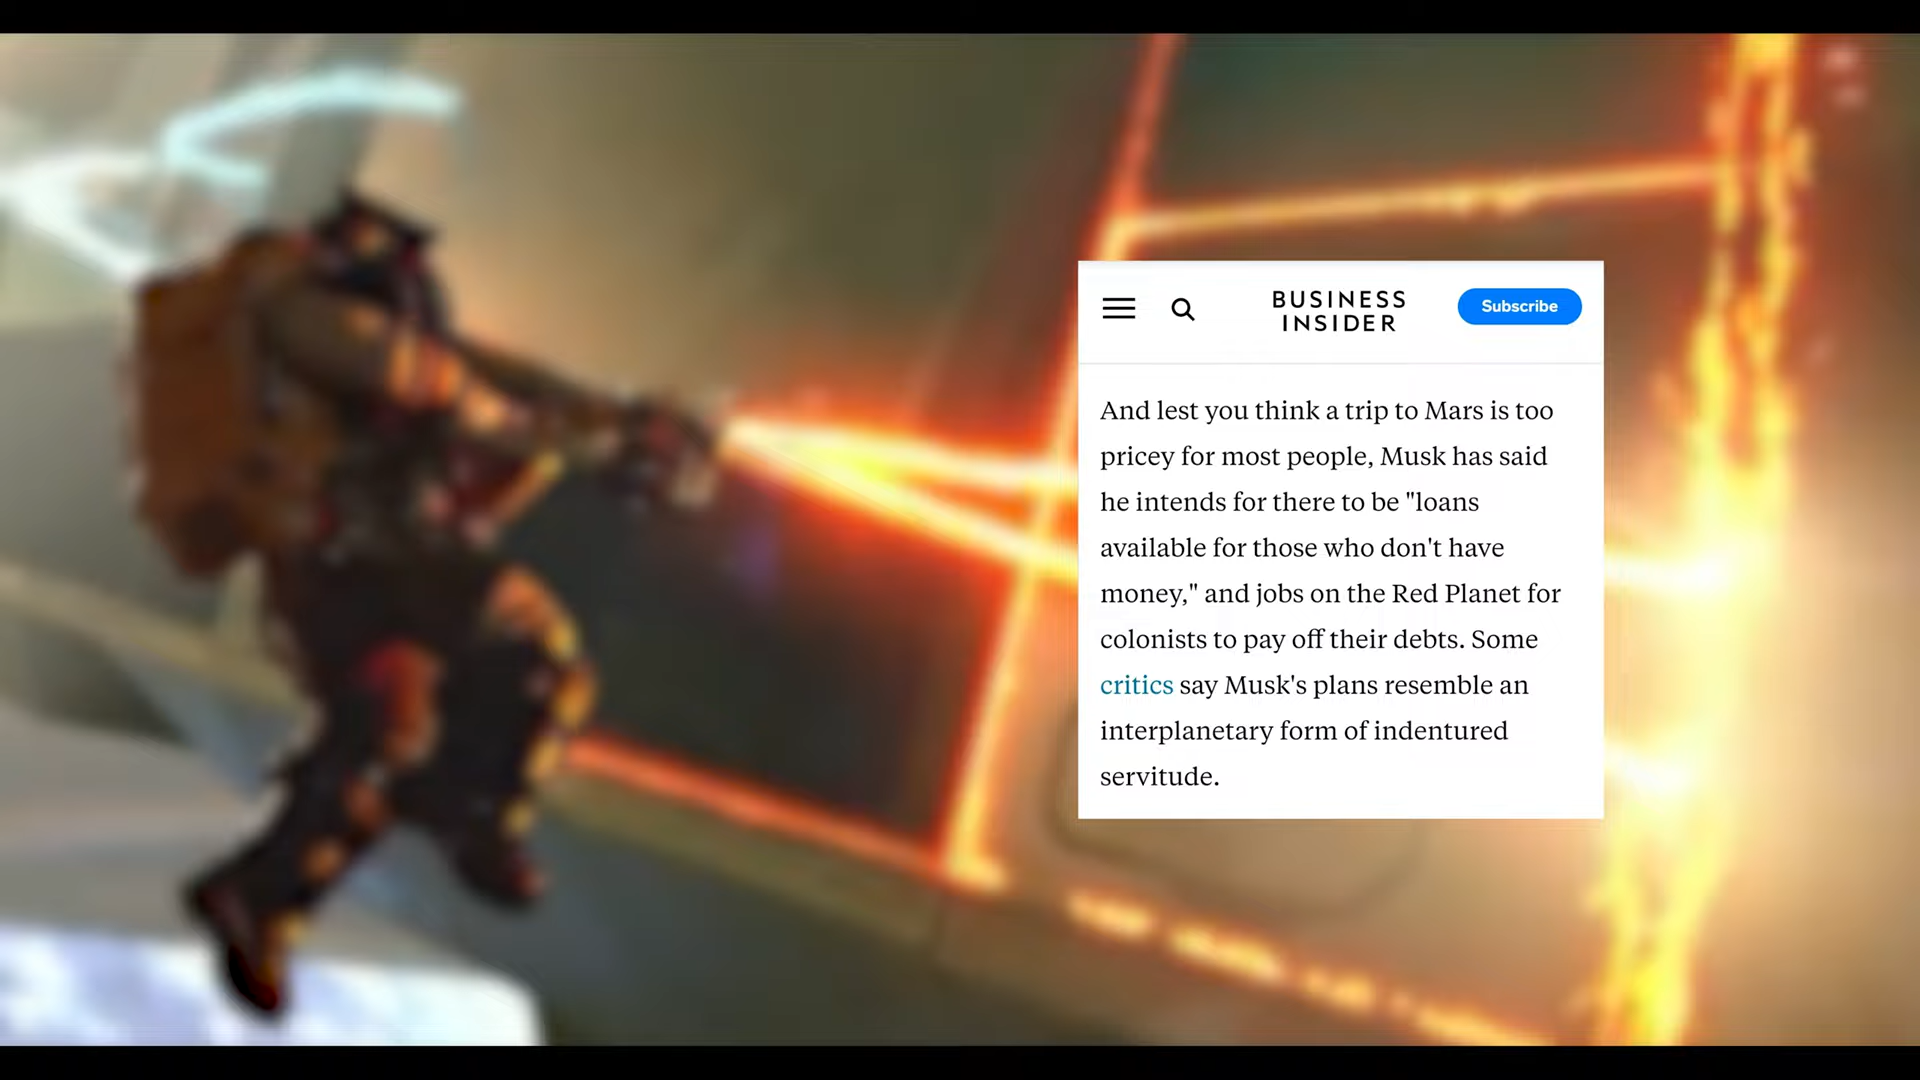 BUSINESS
INSIDER
Subscribe
And lest you think a trip to Mars is too
pricey for most people, Musk has said
he intends for there to be "loans
available for those who don't have
money," and jobs on the Red Planet for
colonists to pay off their debts. Some
critics say Musk's plans resemble an
interplanetary form of indentured
servitude.